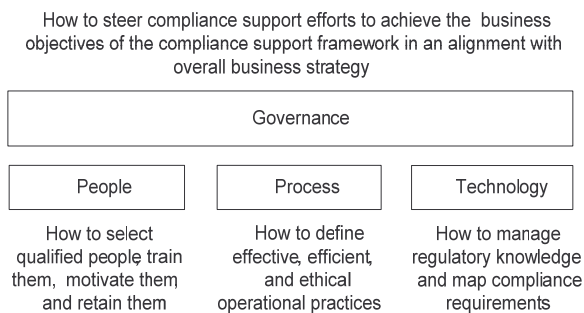 How to steer compliance support efforts to achieve the business
objectives of the compliance support framework in an alignment with
overall business strategy
Governance
People
Process
Technology
How to select
qualified people, train
them, motivate them,
and retain them
How to define
effective, efficient,
and ethical
operational practices
How to manage
regulatory knowledge
and map compliance
requirements